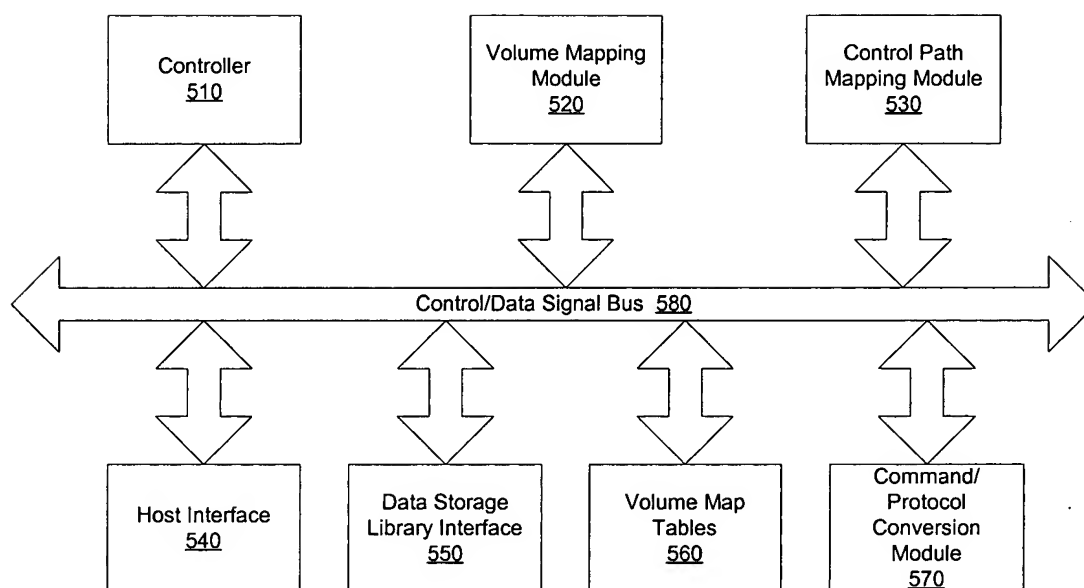 Controller
510
Volume Mapping
Module
520
Control Path
Mapping Module
530
Control/Data Signal Bus 580
Host Interface
540
Data Storage
Library Interface
550
Volume Map
Tables
560
Command/
Protocol
Conversion
Module
570